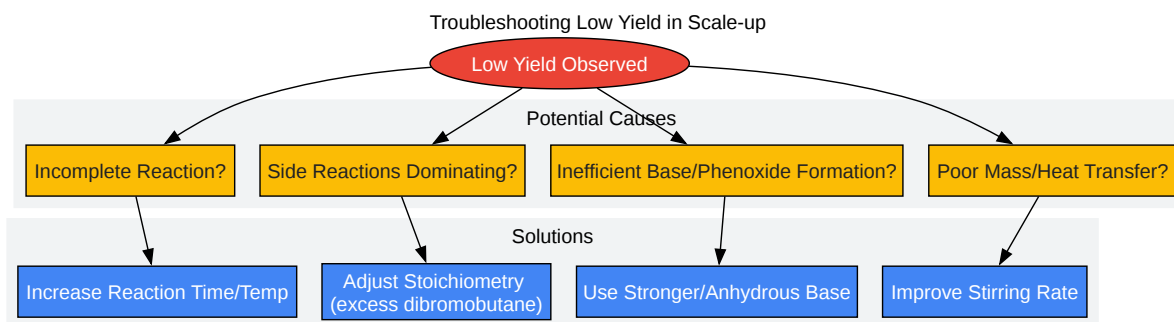 Troubleshooting Low Yield in Scale-up
Low Yield Observed
Potential Causes
Incomplete Reaction?
Side Reactions Dominating?
Inefficient Base/Phenoxide Formation?
Poor Mass/Heat Transfer?
Solutions
Increase Reaction Time/Temp
Adjust Stoichiometry
(excess dibromobutane)
Use Stronger/Anhydrous Base
Improve Stirring Rate